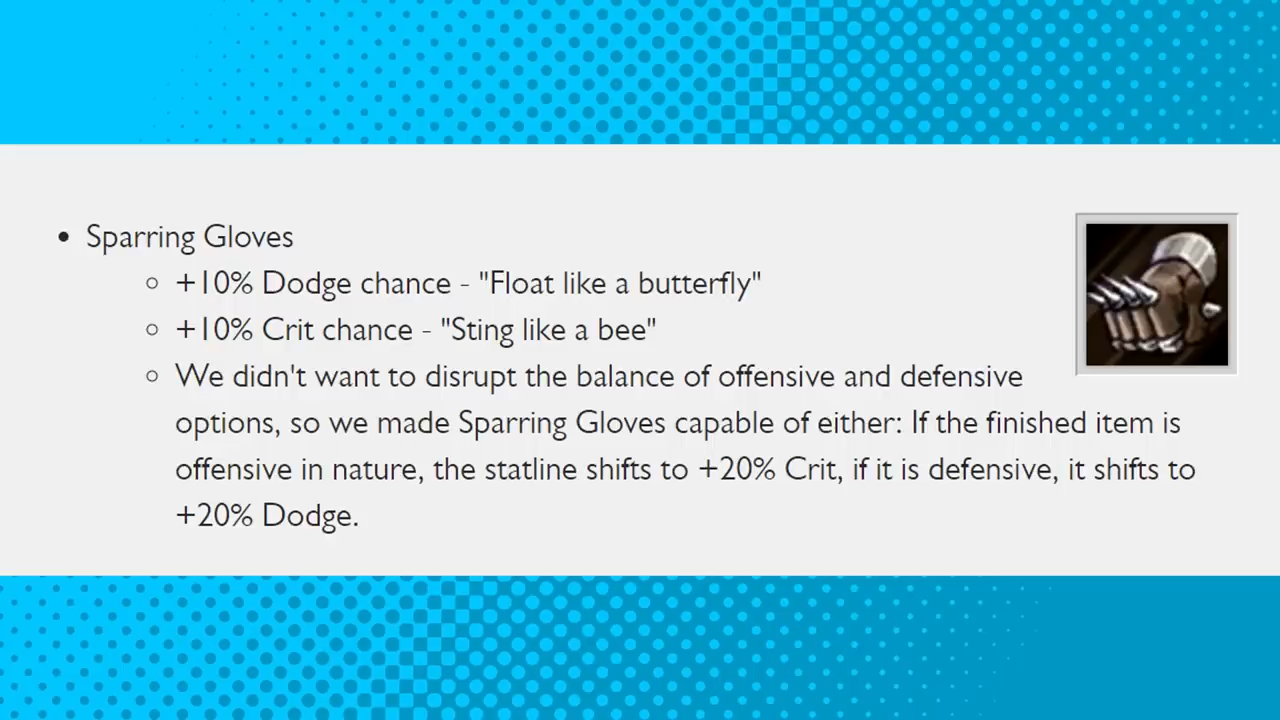 • Sparring Gloves
○ +10% Dodge chance - "Float like a butterfly"
○ +10% Crit chance - "Sting like a bee"
○ We didn't want to disrupt the balance of offensive and defensive
options, so we made Sparring Gloves capable of either: If the finished item is
offensive in nature, the statline shifts to +20% Crit, if it is defensive, it shifts to
+20% Dodge.